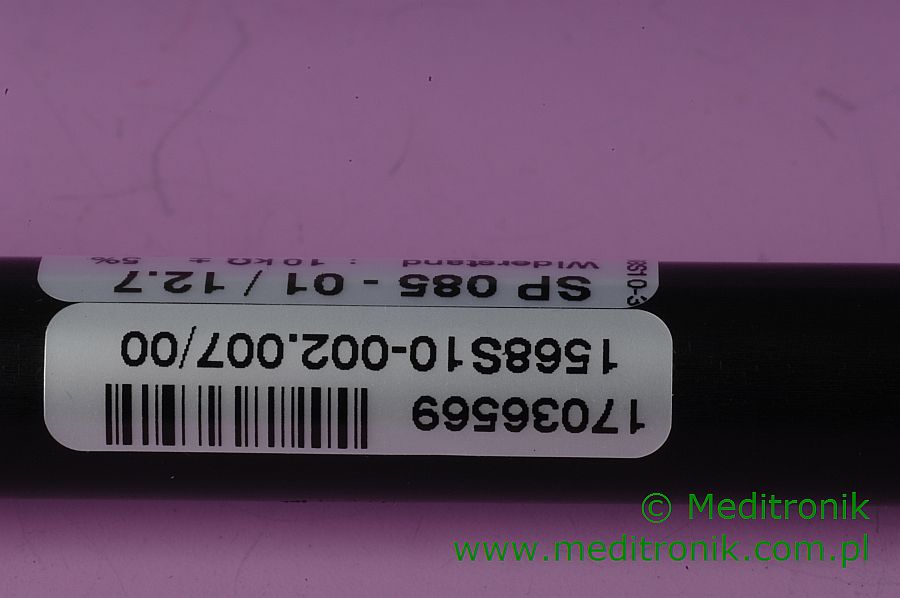 17036569
1568S10-002.007/00
SP 085 - 01 / 12.7
Widerstand : 10 kΩ ± 5%
© Meditronik
www.meditronik.com.pl